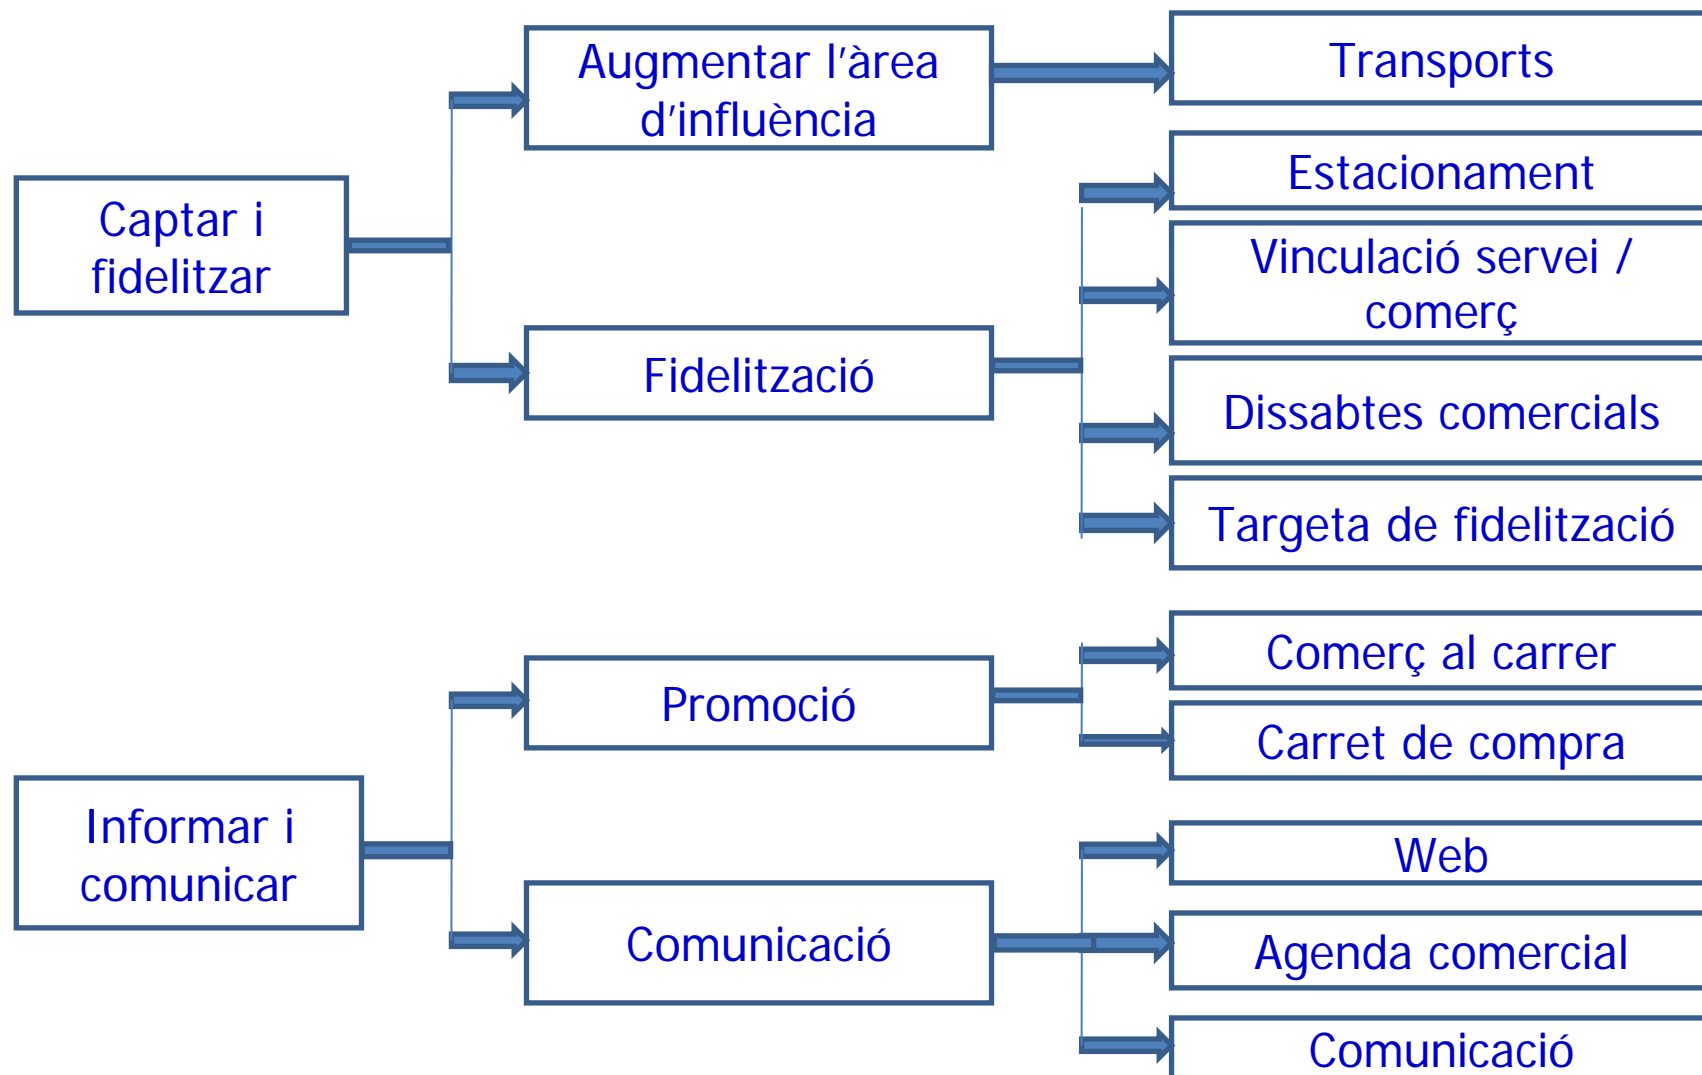 Augmentar l'àrea
d'influència
Transports
Estacionament
Captar i
fidelitzar
Vinculació servei /
comerç
Fidelització
Dissabtes comercials
Targeta de fidelització
Comerç al carrer
Promoció
Carret de compra
Informar i
comunicar
Web
Comunicació
Agenda comercial
Comunicació